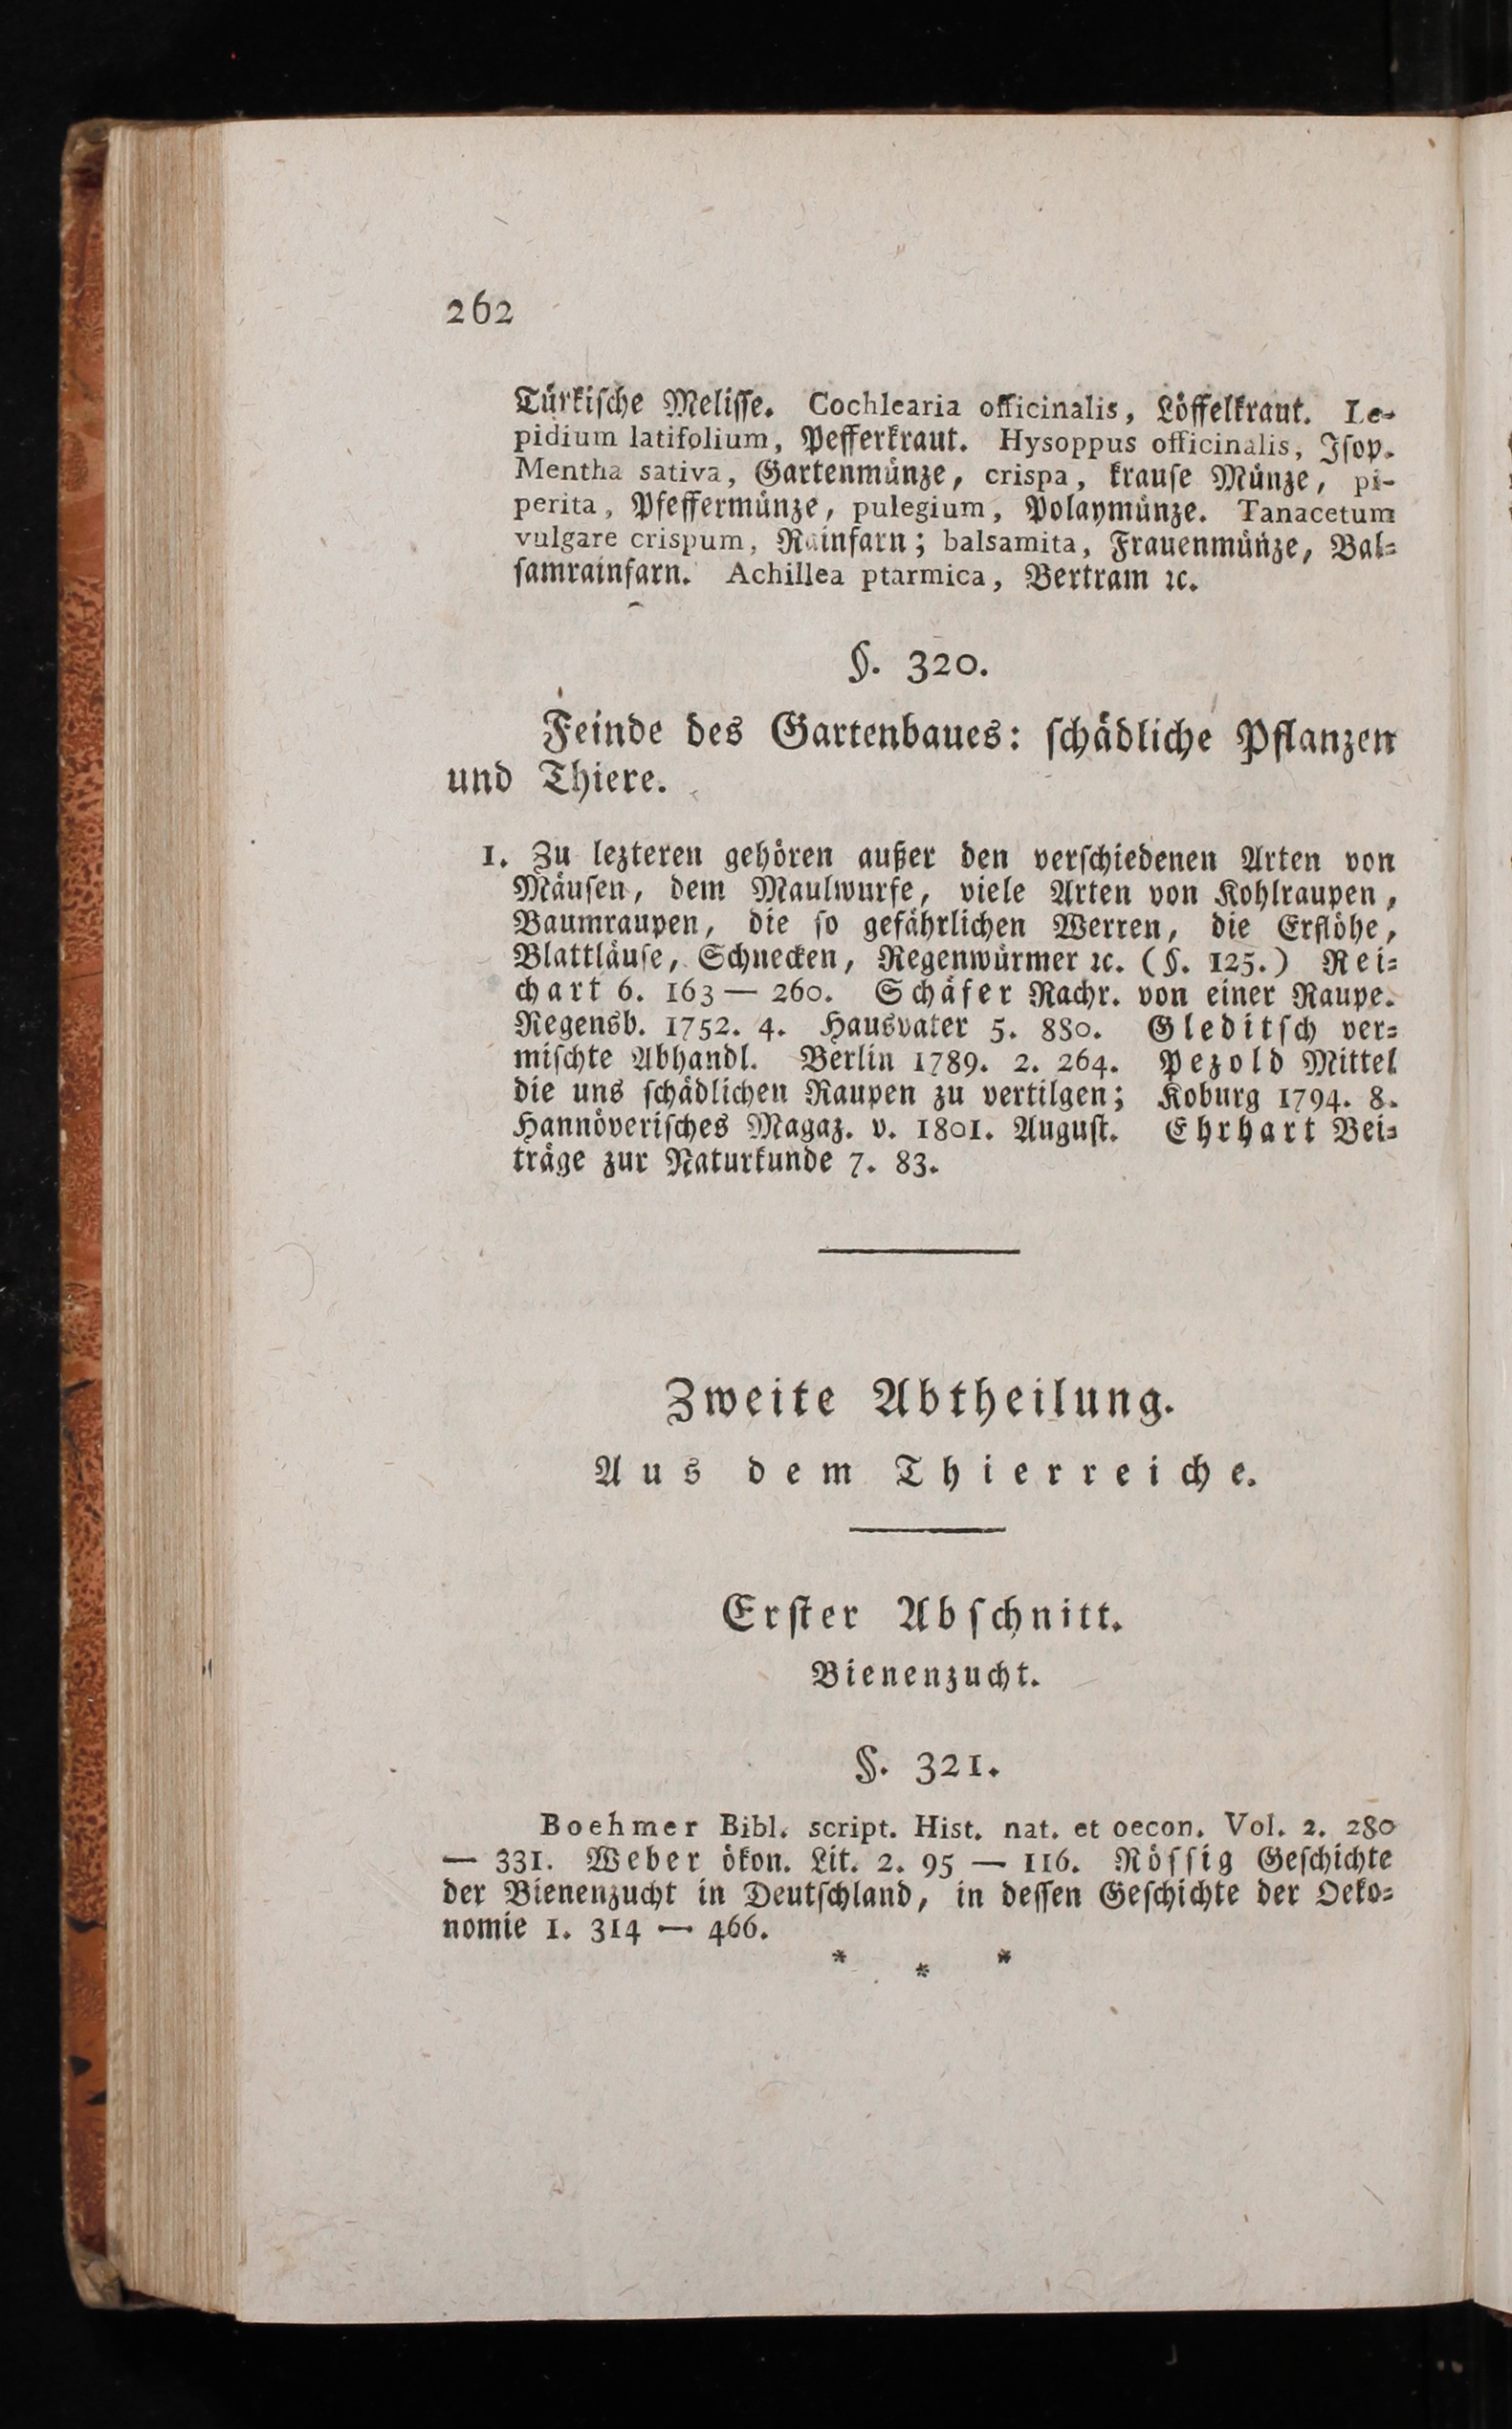 262
Türkiſche Meliſſe. Cochlearia officinalis, Löffelkraut. Le-
pidium latifolium, Pefferkraut. Hysoppus officinalis, Iſop.
Mentha sativa, Gartenmünze, crispa, krauſe Münze, pi-
perita, Pfeffermünze, pulegium, Polaymünze. Tanacetum
vulgare crispum, Rainfarn; balsamita, Frauenmünze, Bal-
ſamrainfarn. Achillea ptarmica, Bertram ꝛc.
§. 320.
Feinde des Gartenbaues: ſchädliche Pflanzen
und Thiere.
1. Zu lezteren gehören außer den verſchiedenen Arten von
Mäuſen, dem Maulwurfe, viele Arten von Kohlraupen,
Baumraupen, die ſo gefährlichen Werren, die Erflöhe,
Blattläuſe, Schnecken, Regenwürmer ꝛc. (§. 125.) Rei-
chart 6. 163 — 260. Schäfer Nachr. von einer Raupe.
Regensb. 1752. 4. Hausvater 5. 880. Gleditſch ver-
miſchte Abhandl. Berlin 1789. 2. 264. Pezold Mittel
die uns ſchädlichen Raupen zu vertilgen; Koburg 1794. 8.
Hannöveriſches Magaz. v. 1801. Auguſt. Ehrhart Bei-
träge zur Naturkunde 7. 83.
Zweite Abtheilung.
Aus dem Thierreiche.
Erſter Abſchnitt.
Bienenzucht.
§. 321.
Boehmer Bibl. script. Hist. nat. et oecon. Vol. 2. 280
— 331. Weber ökon. Lit. 2. 95 — 116. Röſſig Geſchichte
der Bienenzucht in Deutſchland, in deſſen Geſchichte der Oeko-
nomie 1. 314 — 466.
* * *